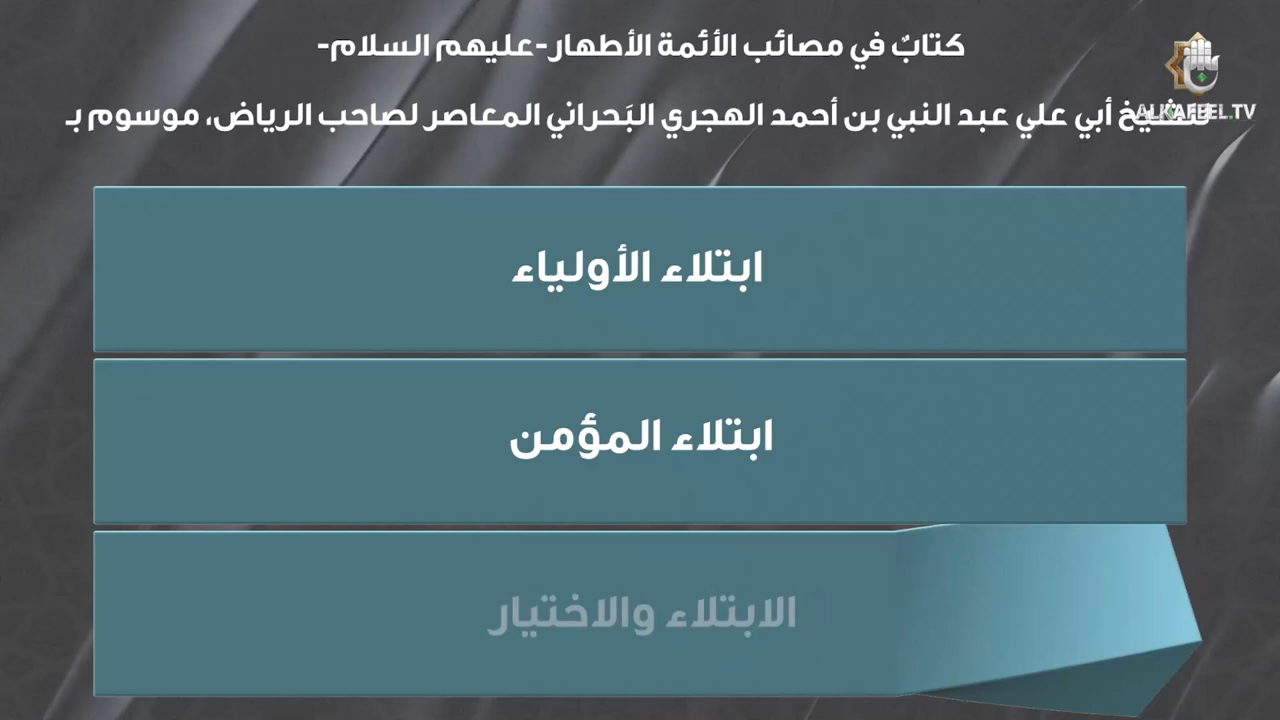 كتابٌ في مصائب الأئمة الأطهار-عليهم السلام-
للشيخ أبي علي عبد النبي بن أحمد الهجري البَحراني المعاصر لصاحب الرياض، موسوم بـ
ALKAFEEL.TV
ابتلاء الأولياء
ابتلاء المؤمن
الابتلاء والاختيار